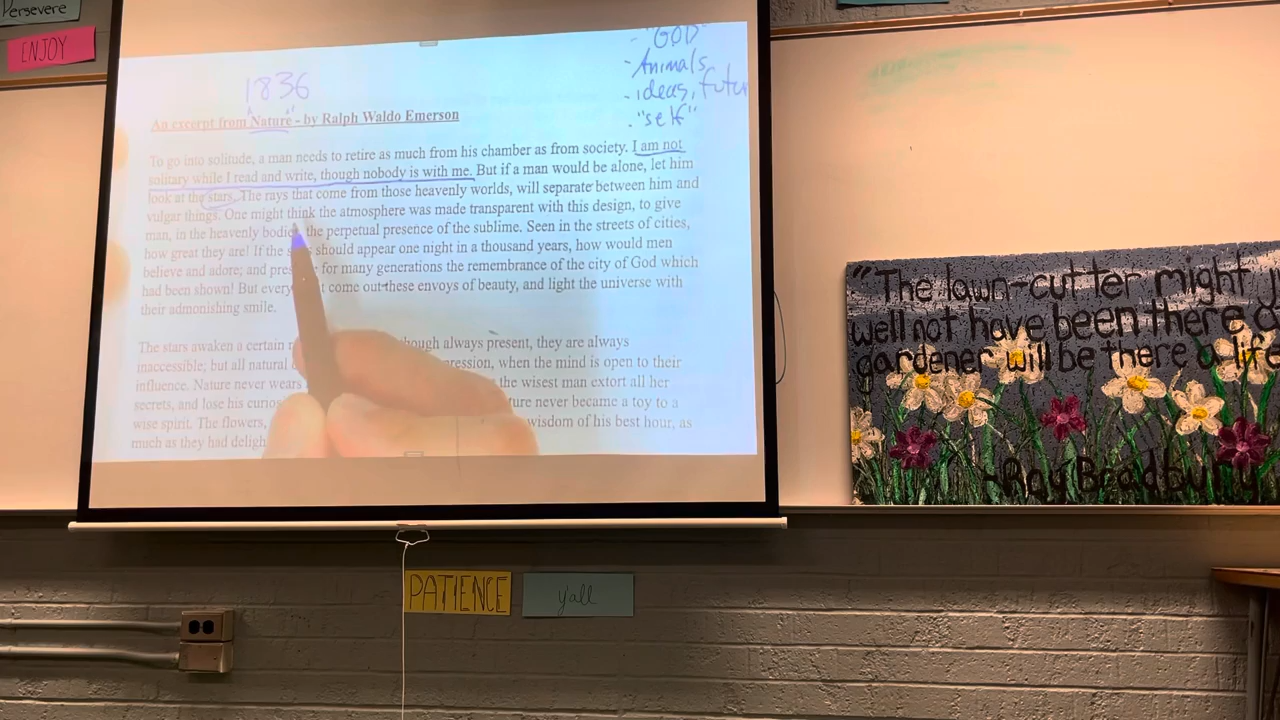 Persevere
ENJOY
1836
- "GOD"
- Animals
- ideas, futur
- "self"
An excerpt from "Nature" - by Ralph Waldo Emerson
To go into solitude, a man needs to retire as much from his chamber as from society. I am not
solitary while I read and write, though nobody is with me. But if a man would be alone, let him
look at the stars. The rays that come from those heavenly worlds, will separate between him and
vulgar things. One might think the atmosphere was made transparent with this design, to give
man, in the heavenly bodies the perpetual presence of the sublime. Seen in the streets of cities,
how great they are! If the should appear one night in a thousand years, how would men
believe and adore; and pres for many generations the remembrance of the city of God which
had been shown! But every t come out these envoys of beauty, and light the universe with
their admonishing smile.
The stars awaken a certain though always present, they are always
inaccessible; but all natural ression, when the mind is open to their
influence. Nature never wears the wisest man extort all her
secrets, and lose his curios ture never became a toy to a
wise spirit. The flowers, wisdom of his best hour, as
much as they had deligh
"The lawn-cutter might
well not have been there
gardener will be there a life
-Ray Bradbury
PATIENCE
y'all